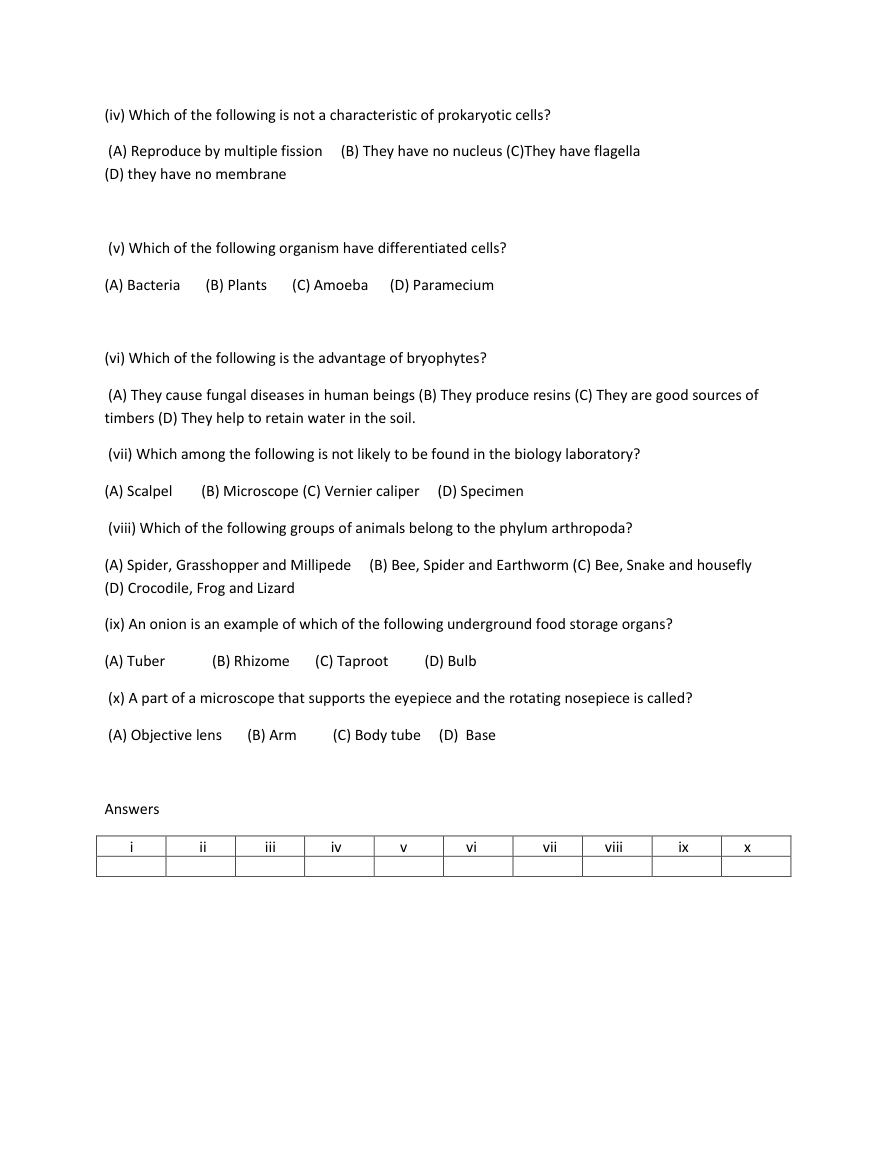 (iv) Which of the following is not a characteristic of prokaryotic cells?
(A) Reproduce by multiple fission (B) They have no nucleus (C)They have flagella
(D) they have no membrane
(v) Which of the following organism have differentiated cells?
(A) Bacteria (B) Plants (C) Amoeba (D) Paramecium
(vi) Which of the following is the advantage of bryophytes?
(A) They cause fungal diseases in human beings (B) They produce resins (C) They are good sources of
timbers (D) They help to retain water in the soil.
(vii) Which among the following is not likely to be found in the biology laboratory?
(A) Scalpel (B) Microscope (C) Vernier caliper (D) Specimen
(viii) Which of the following groups of animals belong to the phylum arthropoda?
(A) Spider, Grasshopper and Millipede (B) Bee, Spider and Earthworm (C) Bee, Snake and housefly
(D) Crocodile, Frog and Lizard
(ix) An onion is an example of which of the following underground food storage organs?
(A) Tuber (B) Rhizome (C) Taproot (D) Bulb
(x) A part of a microscope that supports the eyepiece and the rotating nosepiece is called?
(A) Objective lens (B) Arm (C) Body tube (D) Base
Answers
i ii iii iv v vi vii viii ix x